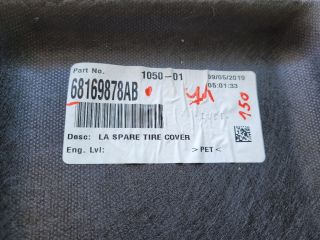 Part No.
1050-01
09/05/2019
68169878AB
05:01:33
150
Desc: LA SPARE TIRE COVER
Eng. Lvl:
> PET <